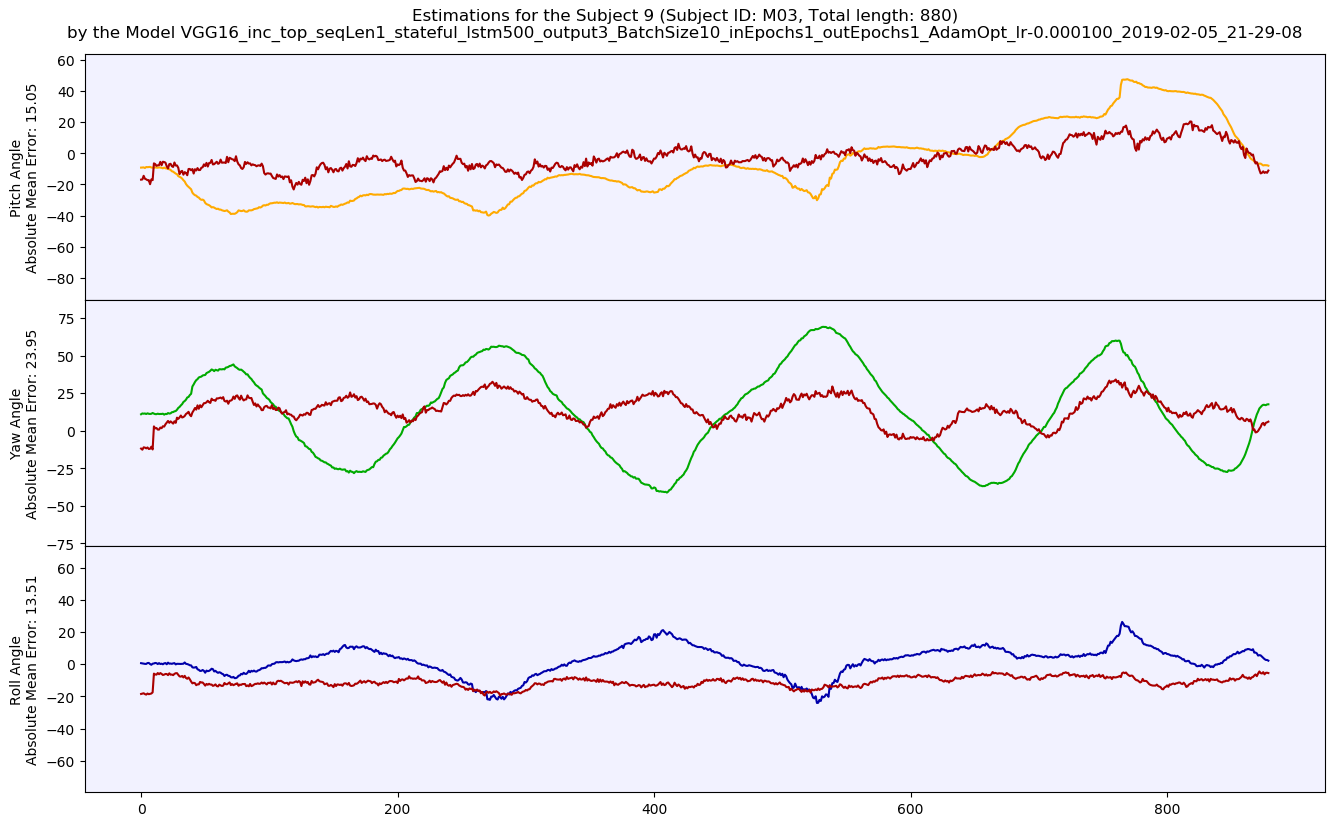 Estimations for the Subject 9 (Subject ID: M03, Total length: 880)
by the Model VGG16_inc_top_seqLen1_stateful_lstm500_output3_BatchSize10_inEpochs1_outEpochs1_AdamOpt_lr-0.000100_2019-02-05_21-29-08
Pitch Angle
Absolute Mean Error: 15.05
60
40
20
0
−20
−40
−60
−80
Yaw Angle
Absolute Mean Error: 23.95
75
50
25
0
−25
−50
−75
Roll Angle
Absolute Mean Error: 13.51
60
40
20
0
−20
−40
−60
0 200 400 600 800